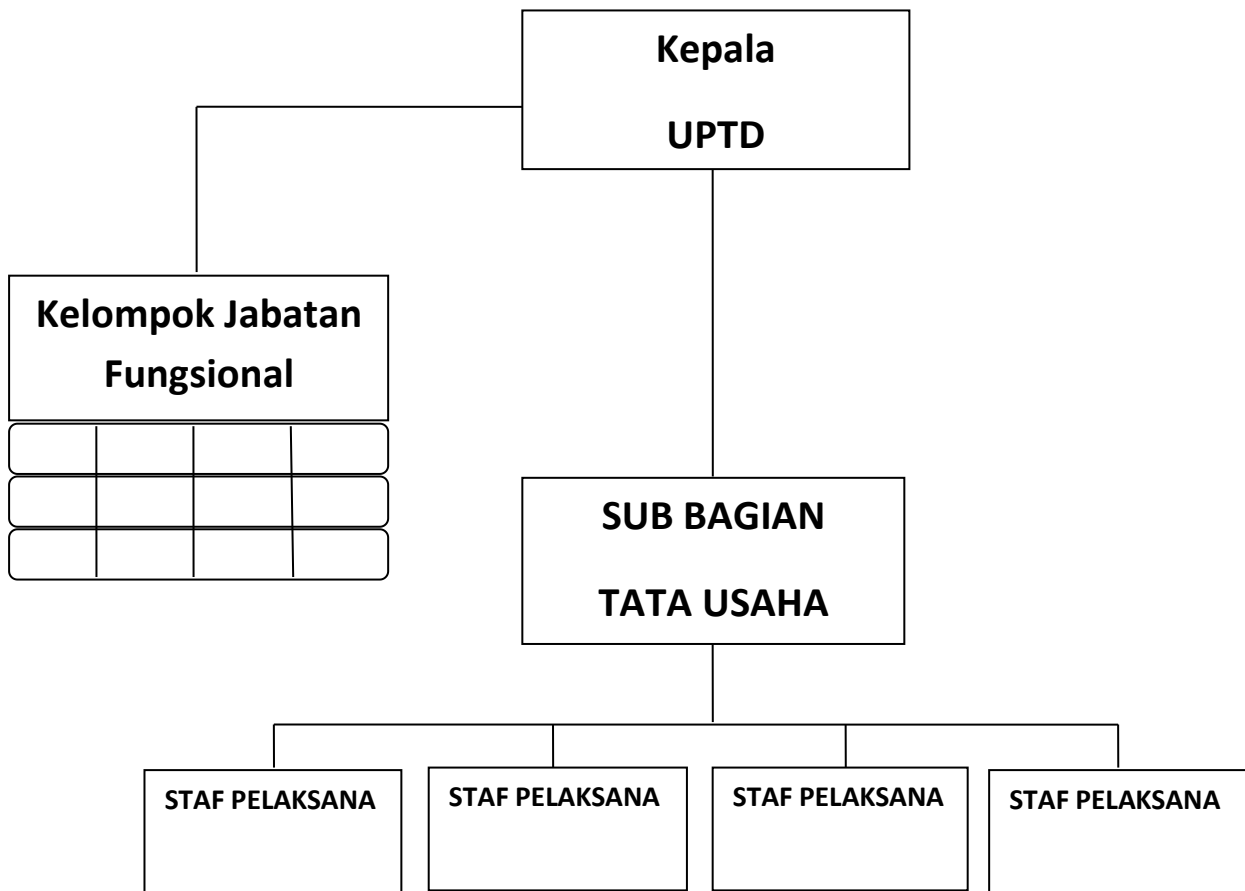 Kepala
UPTD
Kelompok Jabatan
Fungsional
SUB BAGIAN
TATA USAHA
STAF PELAKSANA
STAF PELAKSANA
STAF PELAKSANA
STAF PELAKSANA